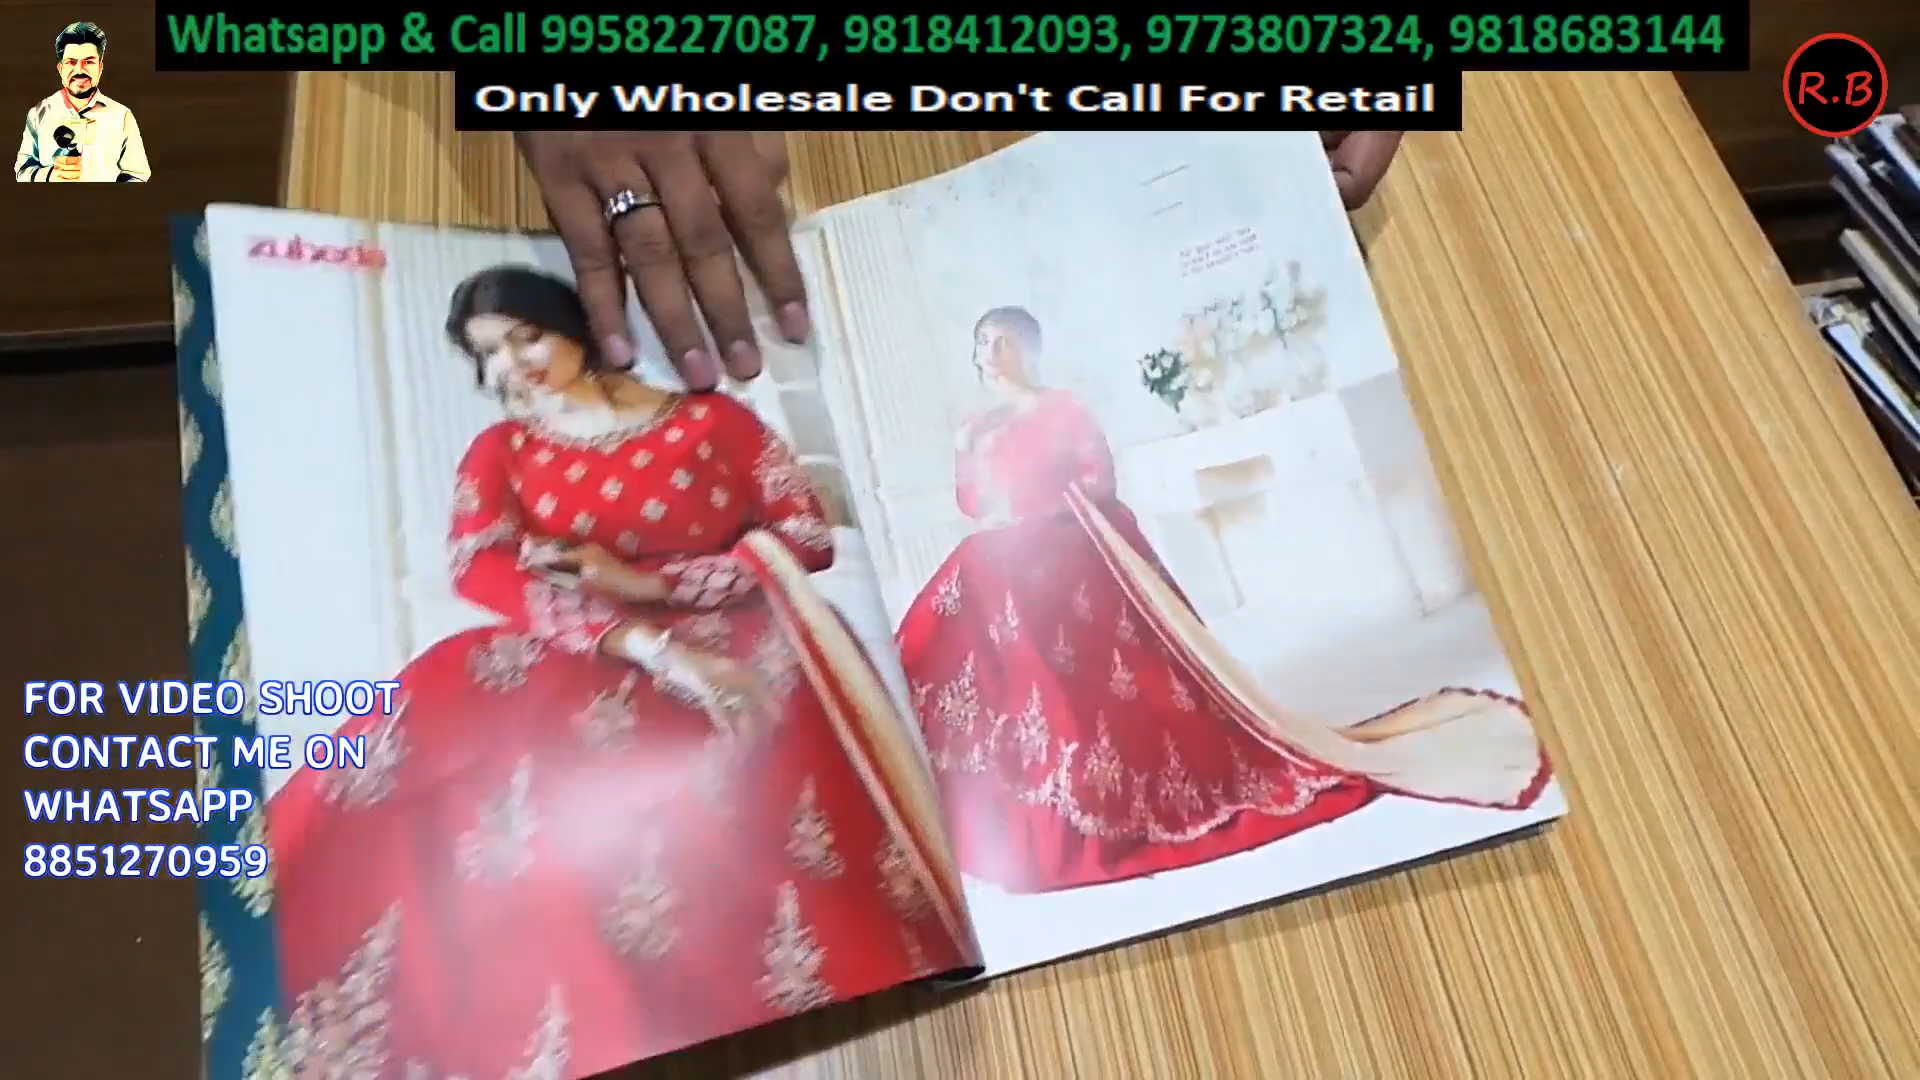 Whatsapp & Call 9958227087, 9818412093, 9773807324, 9818683144
Only Wholesale Don't Call For Retail
R.B
zubeda
FOR VIDEO SHOOT
CONTACT ME ON
WHATSAPP
8851270959